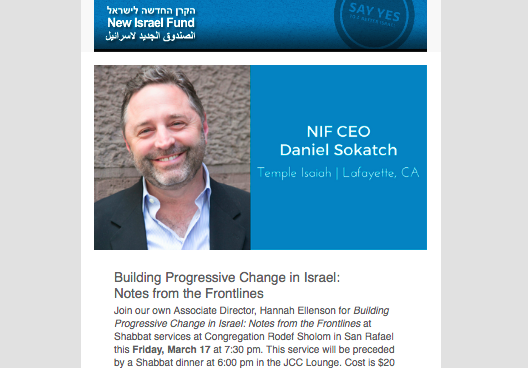 הקרן החדשה לישראל
New Israel Fund
الصندوق الجديد لاسرائيل
SAY YES
NIF CEO
Daniel Sokatch
Temple Isaiah | Lafayette, CA
Building Progressive Change in Israel:
Notes from the Frontlines
Join our own Associate Director, Hannah Ellenson for Building
Progressive Change in Israel: Notes from the Frontlines at
Shabbat services at Congregation Rodef Sholom in San Rafael
this Friday, March 17 at 7:30 pm. This service will be preceded
by a Shabbat dinner at 6:00 pm in the JCC Lounge. Cost is $20